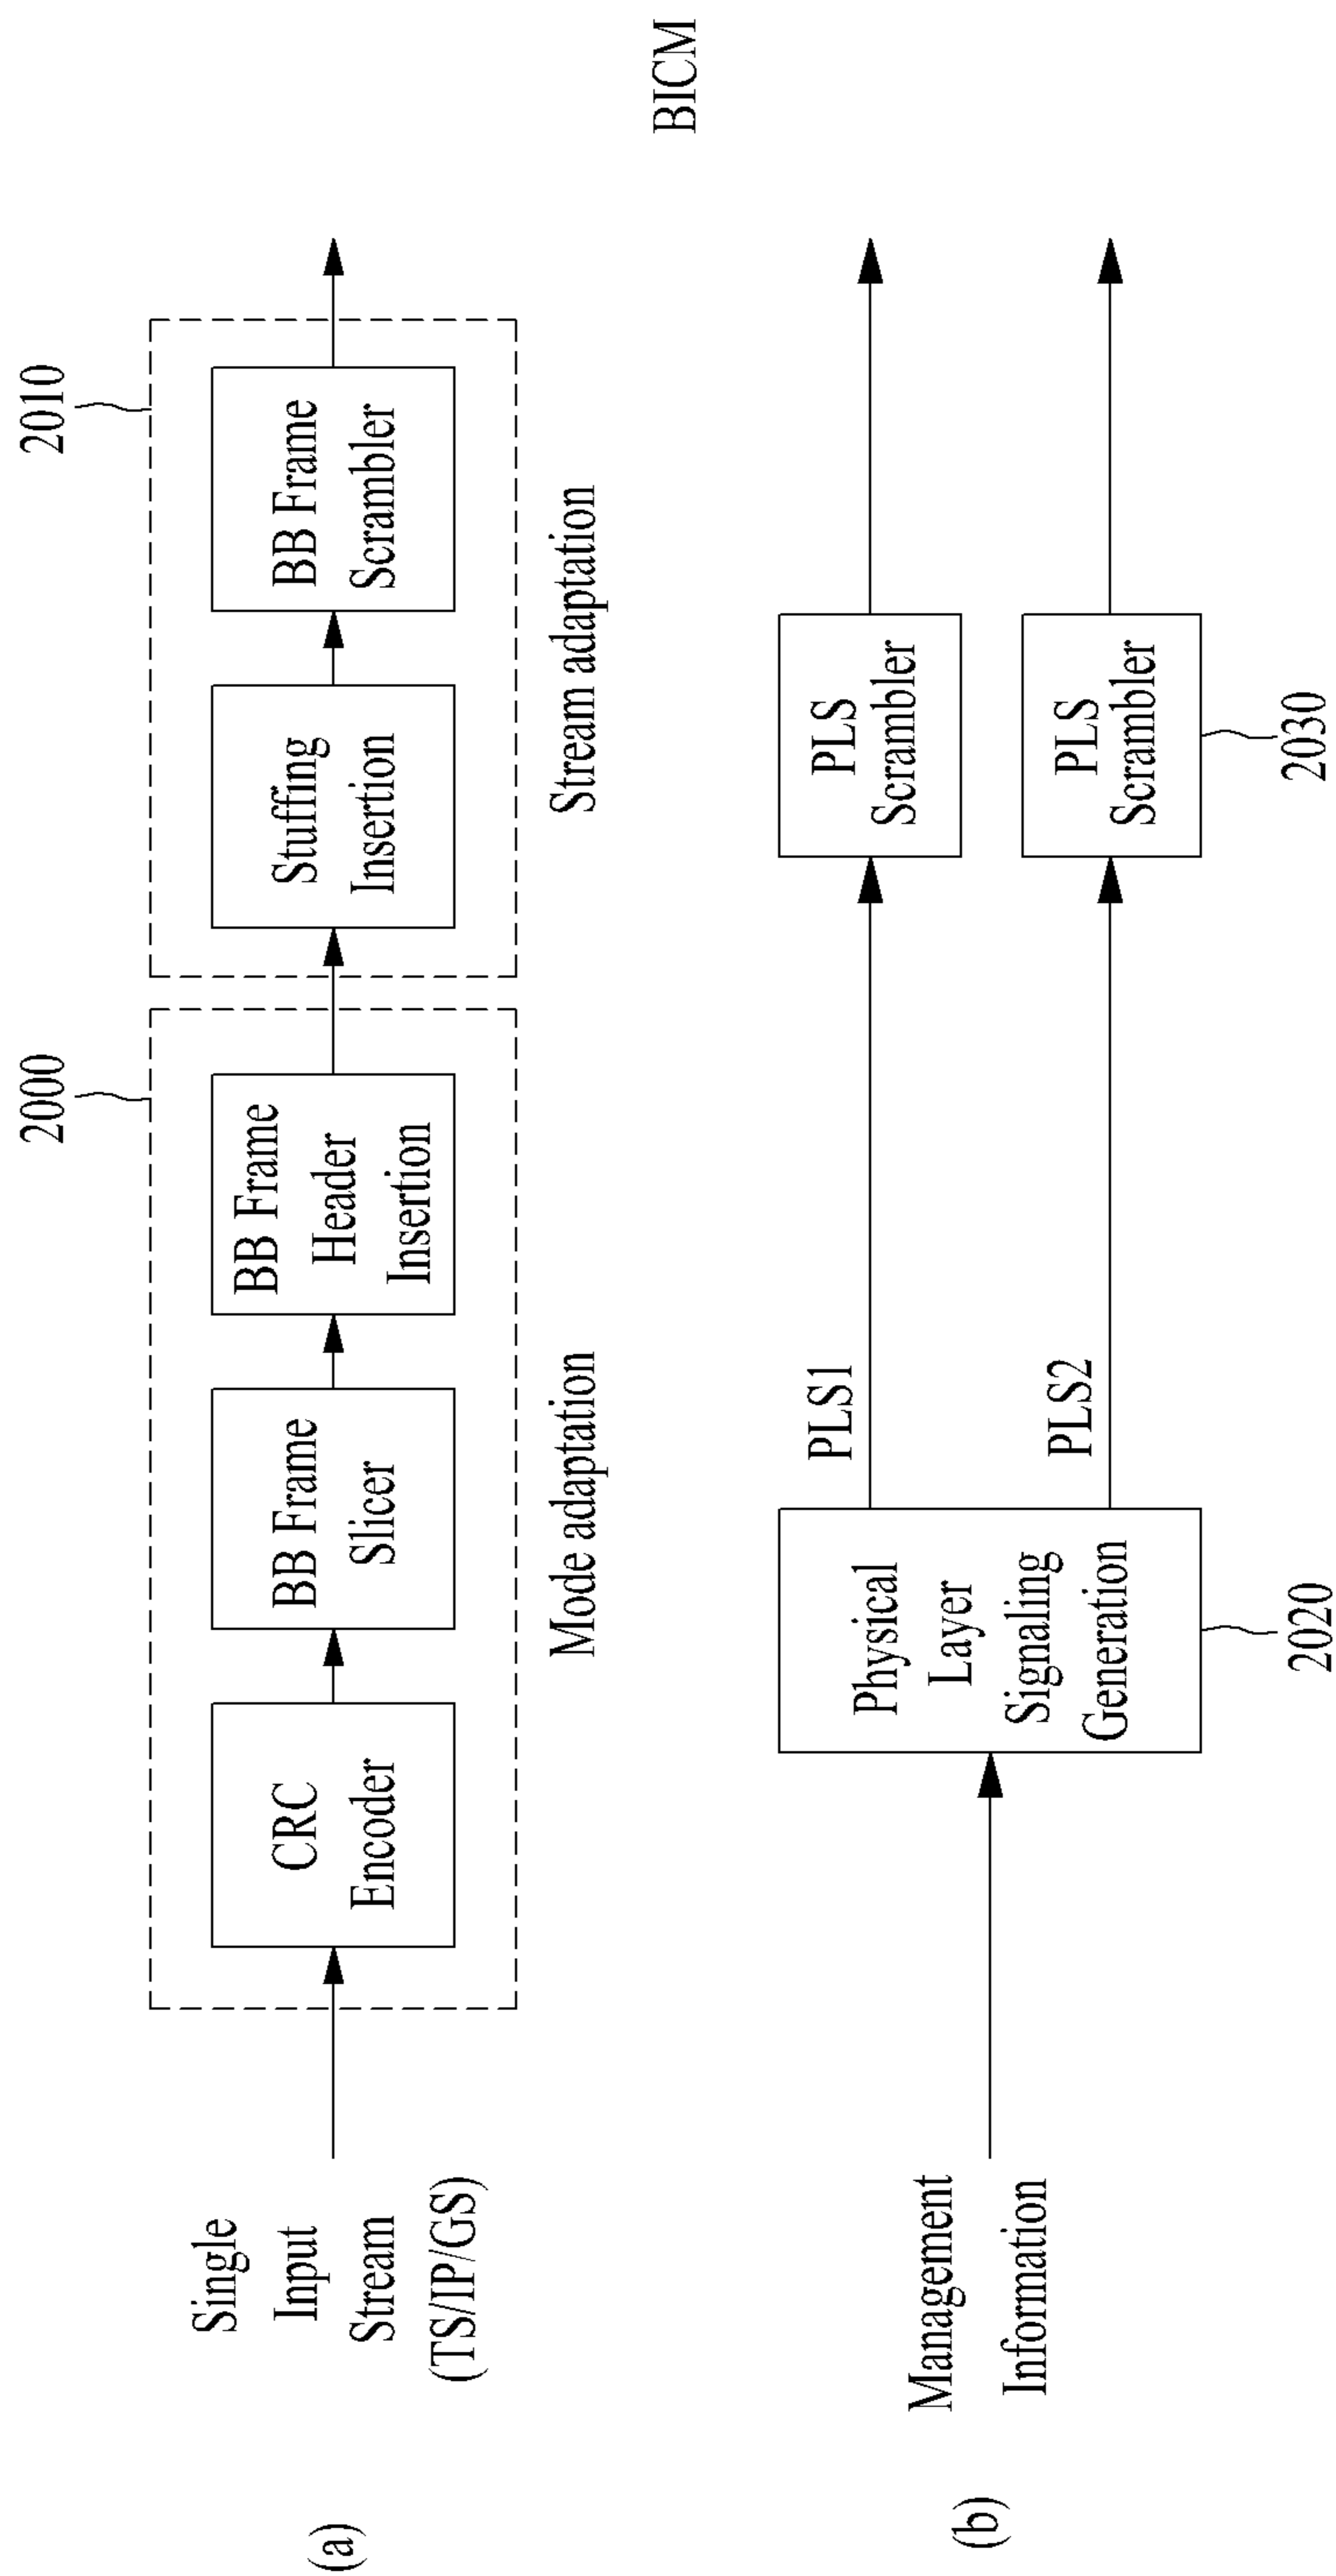 (a)
Single
Input
Stream
(TS/IP/GS)
2000
CRC
Encoder
BB Frame
Slicer
BB Frame
Header
Insertion
Mode adaptation
2010
Stuffing
Insertion
BB Frame
Scrambler
Stream adaptation
BICM
(b)
Management
Information
Physical
Layer
Signaling
Generation
2020
PLS1
PLS2
PLS
Scrambler
PLS
Scrambler
2030